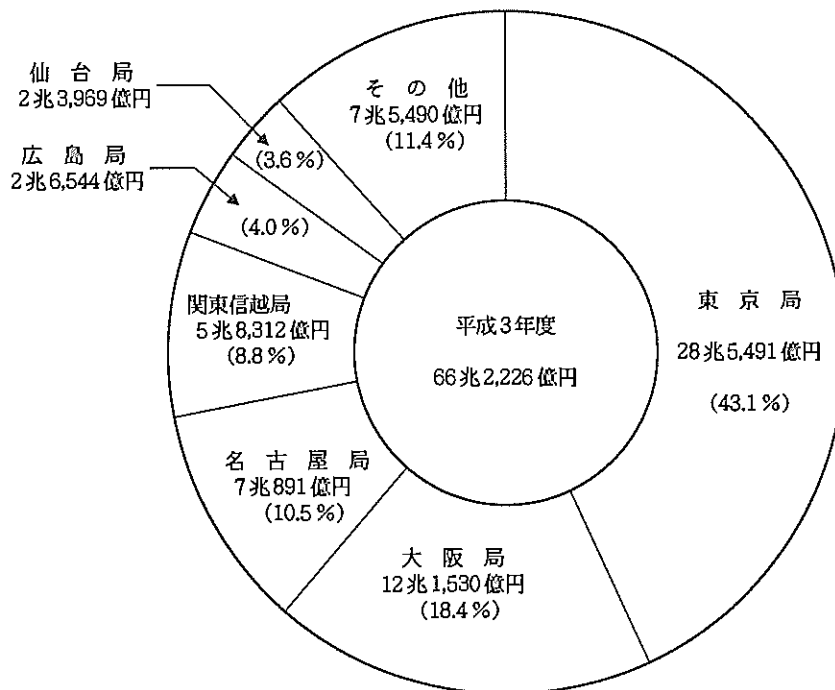 仙台局
2兆3,969億円
(3.6%)
広島局
2兆6,544億円
(4.0%)
その他
7兆5,490億円
(11.4%)
関東信越局
5兆8,312億円
(8.8%)
平成3年度
66兆2,226億円
東京局
28兆5,491億円
(43.1%)
名古屋局
7兆891億円
(10.5%)
大阪局
12兆1,530億円
(18.4%)